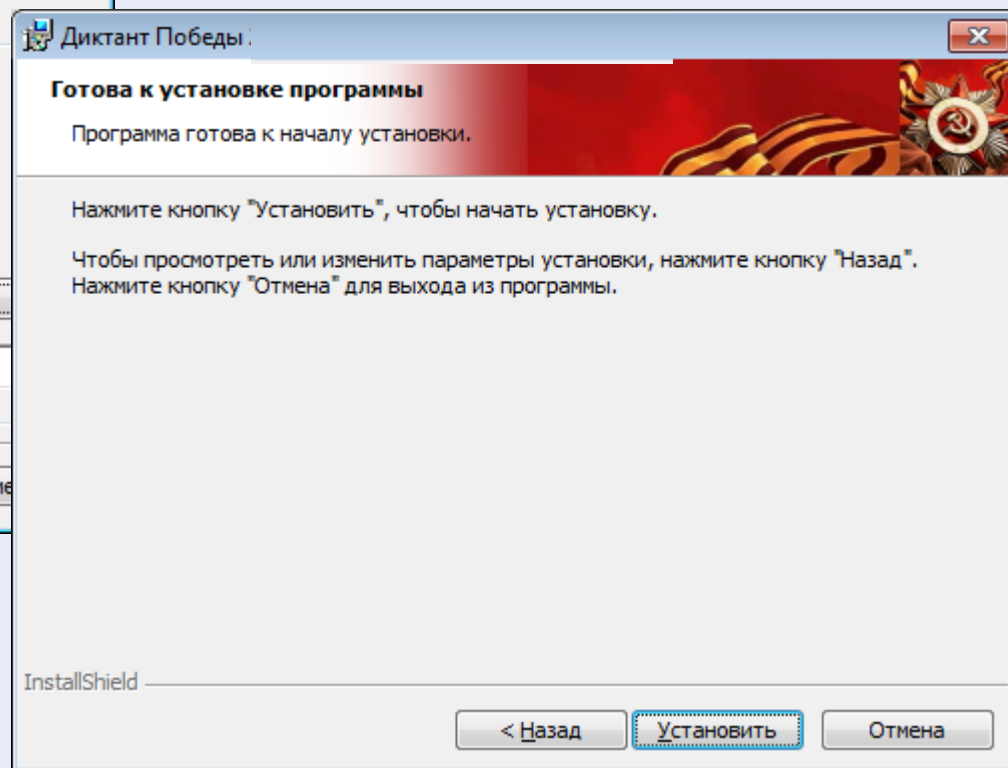 Диктант Победы
Готова к установке программы
Программа готова к началу установки.
Нажмите кнопку "Установить", чтобы начать установку.
Чтобы просмотреть или изменить параметры установки, нажмите кнопку "Назад".
Нажмите кнопку "Отмена" для выхода из программы.
InstallShield
< Назад
Установить
Отмена